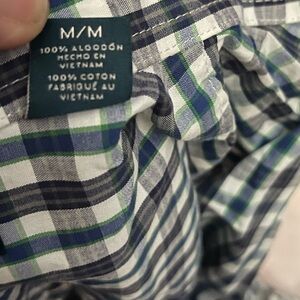 M/M
100% ALGODÓN
HECHO EN
VIETNAM
100% COTON
FABRIQUÉ AU
VIETNAM